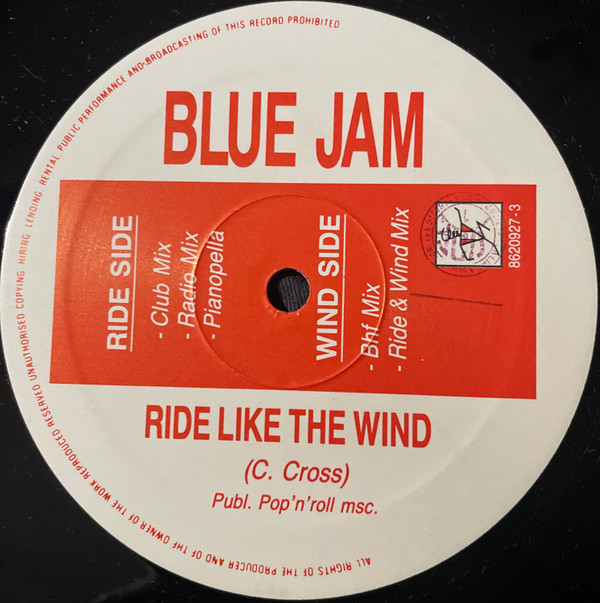 ALL RIGHTS OF THE PRODUCER AND OF THE OWNER OF THE WORK REPRODUCED RESERVED UNAUTHORISED COPYING HIRING LENDING RENTAL PUBLIC PERFORMANCE AND BROADCASTING OF THIS RECORD PROHIBITED
BLUE JAM
RIDE SIDE
- Club Mix
- Radio Mix
- Pianopella
WIND SIDE
- Bhf Mix
- Ride & Wind Mix
8620927-3
RIDE LIKE THE WIND
(C. Cross)
Publ. Pop'n'roll msc.